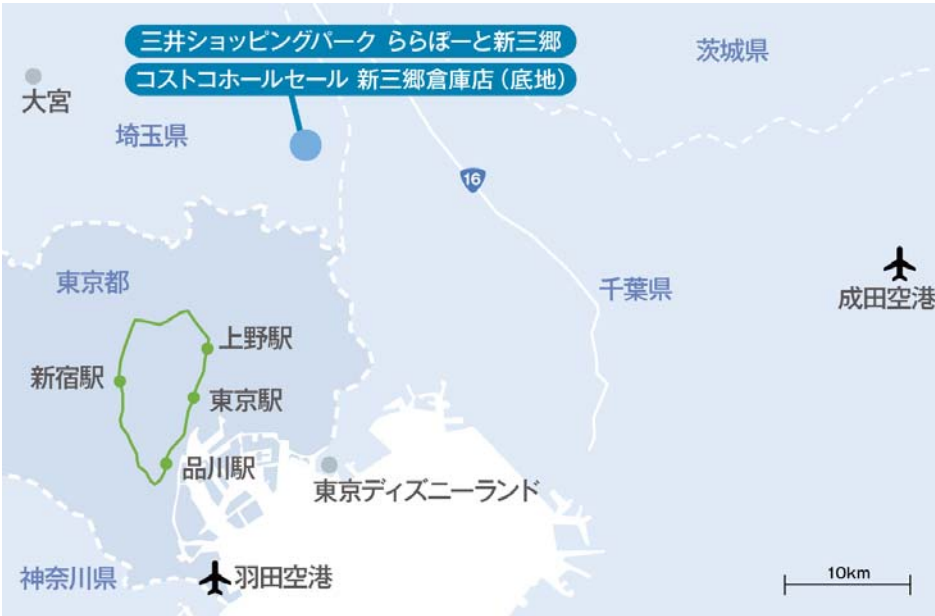 三井ショッピングパーク ららぽーと新三郷
コストコホールセール 新三郷倉庫店（底地）
茨城県
大宮
埼玉県
16
東京都
千葉県
成田空港
上野駅
新宿駅
東京駅
品川駅
東京ディズニーランド
神奈川県
羽田空港
10km